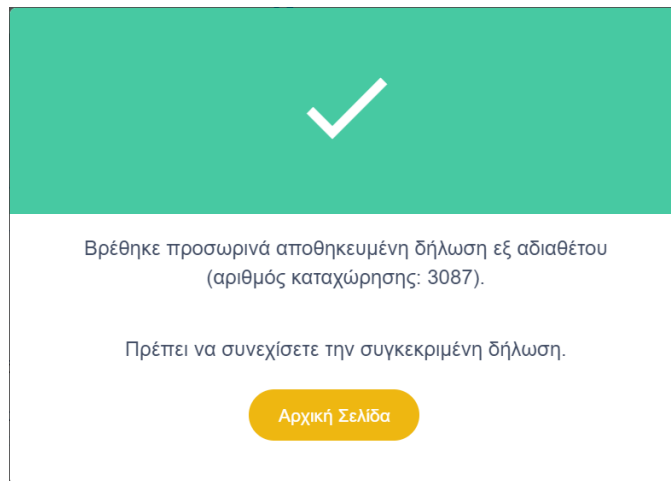 Βρέθηκε προσωρινά αποθηκευμένη δήλωση εξ αδιαθέτου
(αριθμός καταχώρησης: 3087).
Πρέπει να συνεχίσετε την συγκεκριμένη δήλωση.
Αρχική Σελίδα